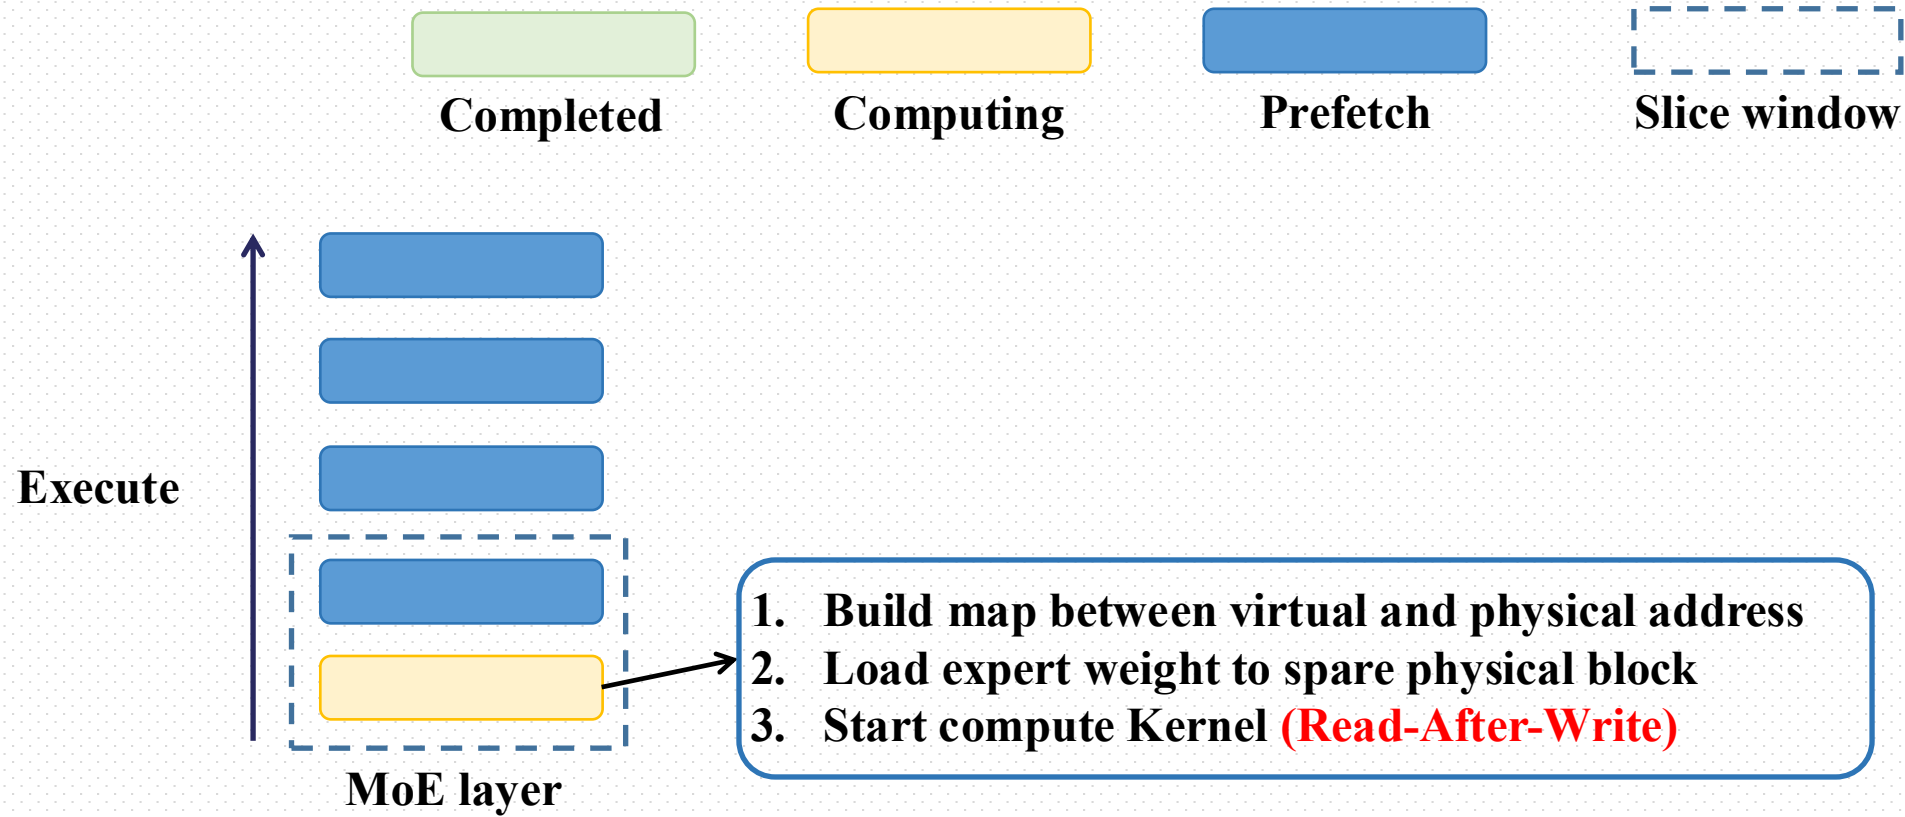 Completed
Computing
Prefetch
Slice window
Execute
1. Build map between virtual and physical address
2. Load expert weight to spare physical block
3. Start compute Kernel (Read-After-Write)
MoE layer